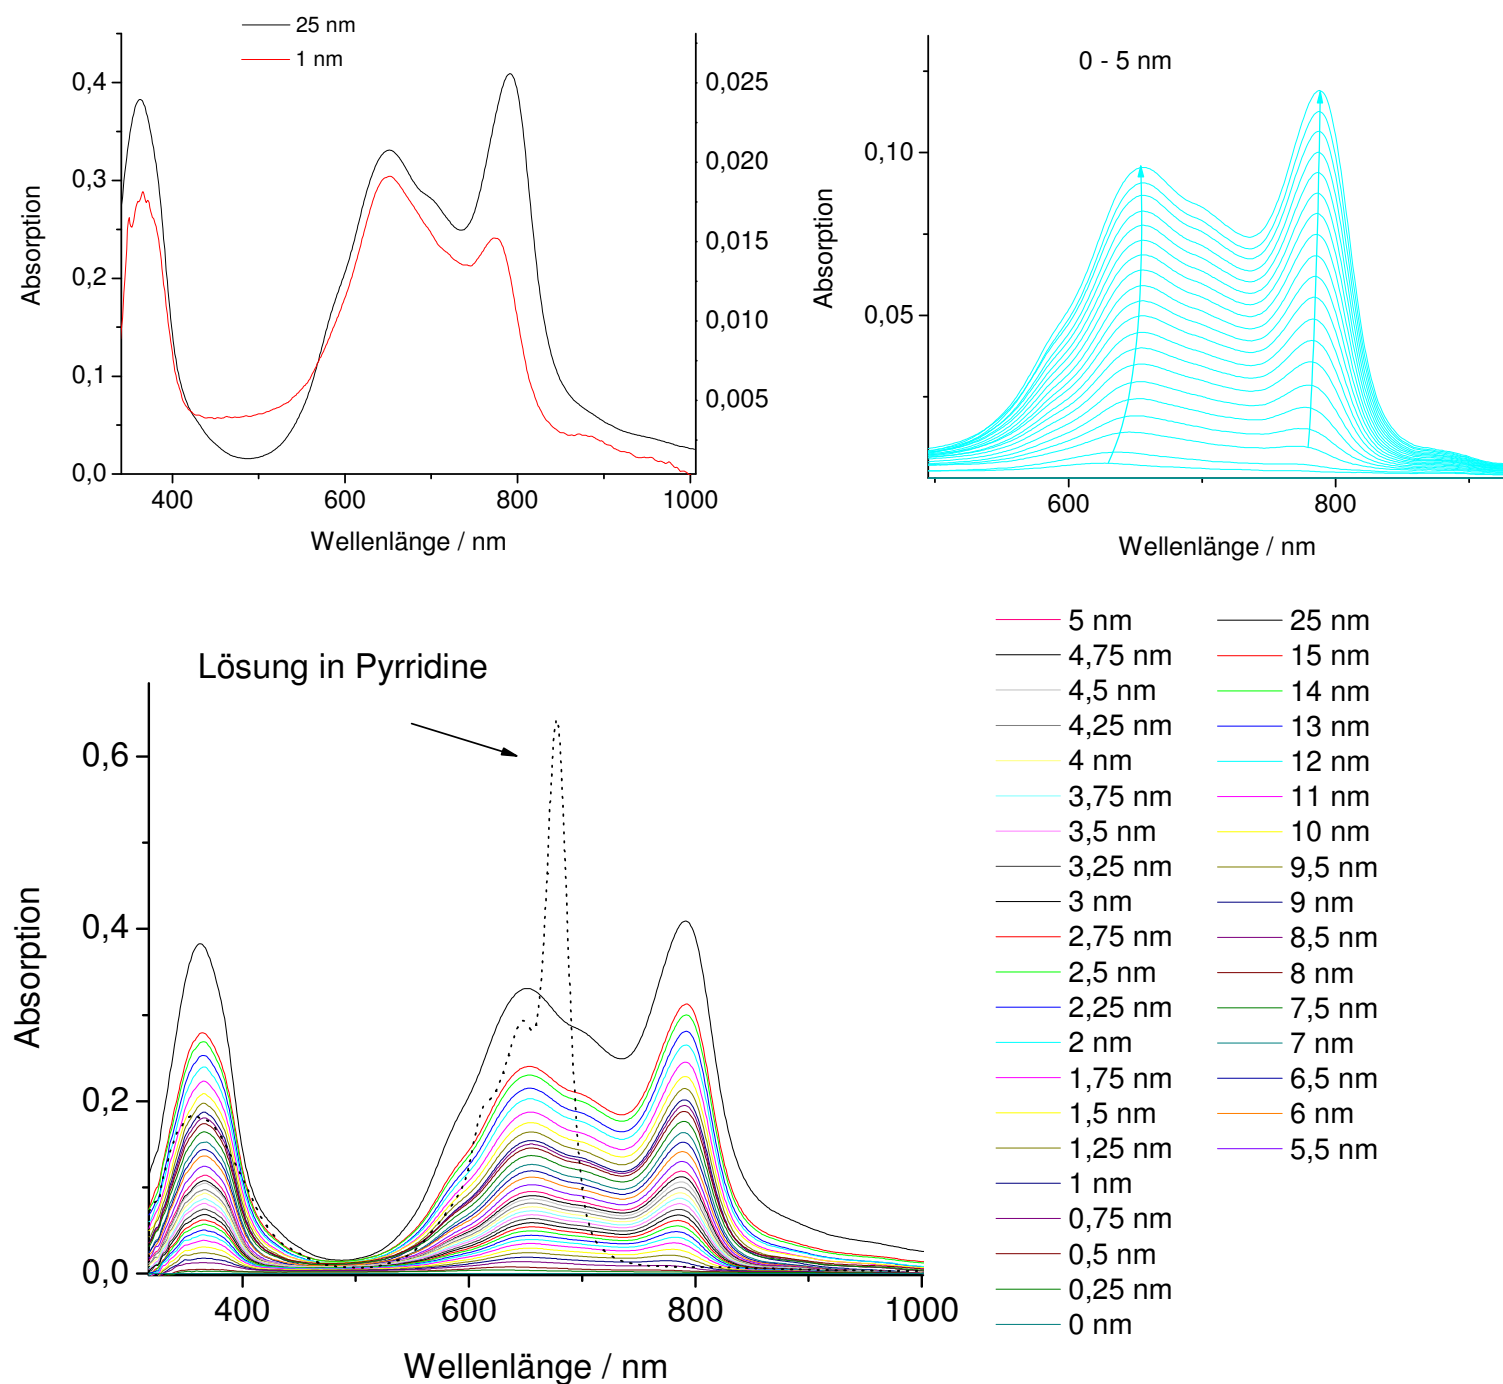 25 nm
1 nm
0,4
0,3
0,2
0,1
0,0
Absorption
0,025
0,020
0,015
0,010
0,005
400
600
800
1000
Wellenlänge / nm
0 - 5 nm
0,10
0,05
Absorption
600
800
Wellenlänge / nm
Lösung in Pyrridine
0,6
0,4
0,2
0,0
Absorption
400
600
800
1000
Wellenlänge / nm
5 nm
4,75 nm
4,5 nm
4,25 nm
4 nm
3,75 nm
3,5 nm
3,25 nm
3 nm
2,75 nm
2,5 nm
2,25 nm
2 nm
1,75 nm
1,5 nm
1,25 nm
1 nm
0,75 nm
0,5 nm
0,25 nm
0 nm
25 nm
15 nm
14 nm
13 nm
12 nm
11 nm
10 nm
9,5 nm
9 nm
8,5 nm
8 nm
7,5 nm
7 nm
6,5 nm
6 nm
5,5 nm